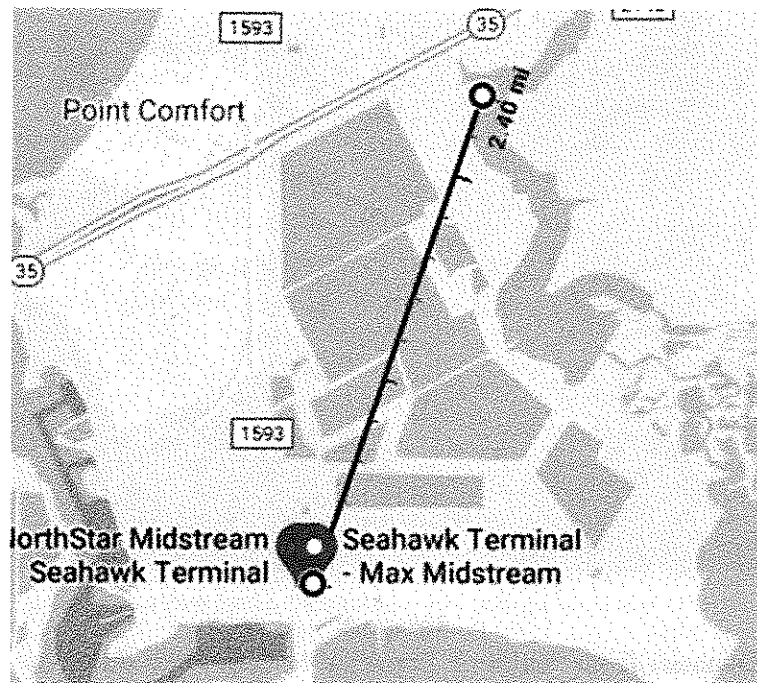 1593
35
2.40 mi
Point Comfort
35
1593
lorthStar Midstream
Seahawk Terminal
Seahawk Terminal
- Max Midstream